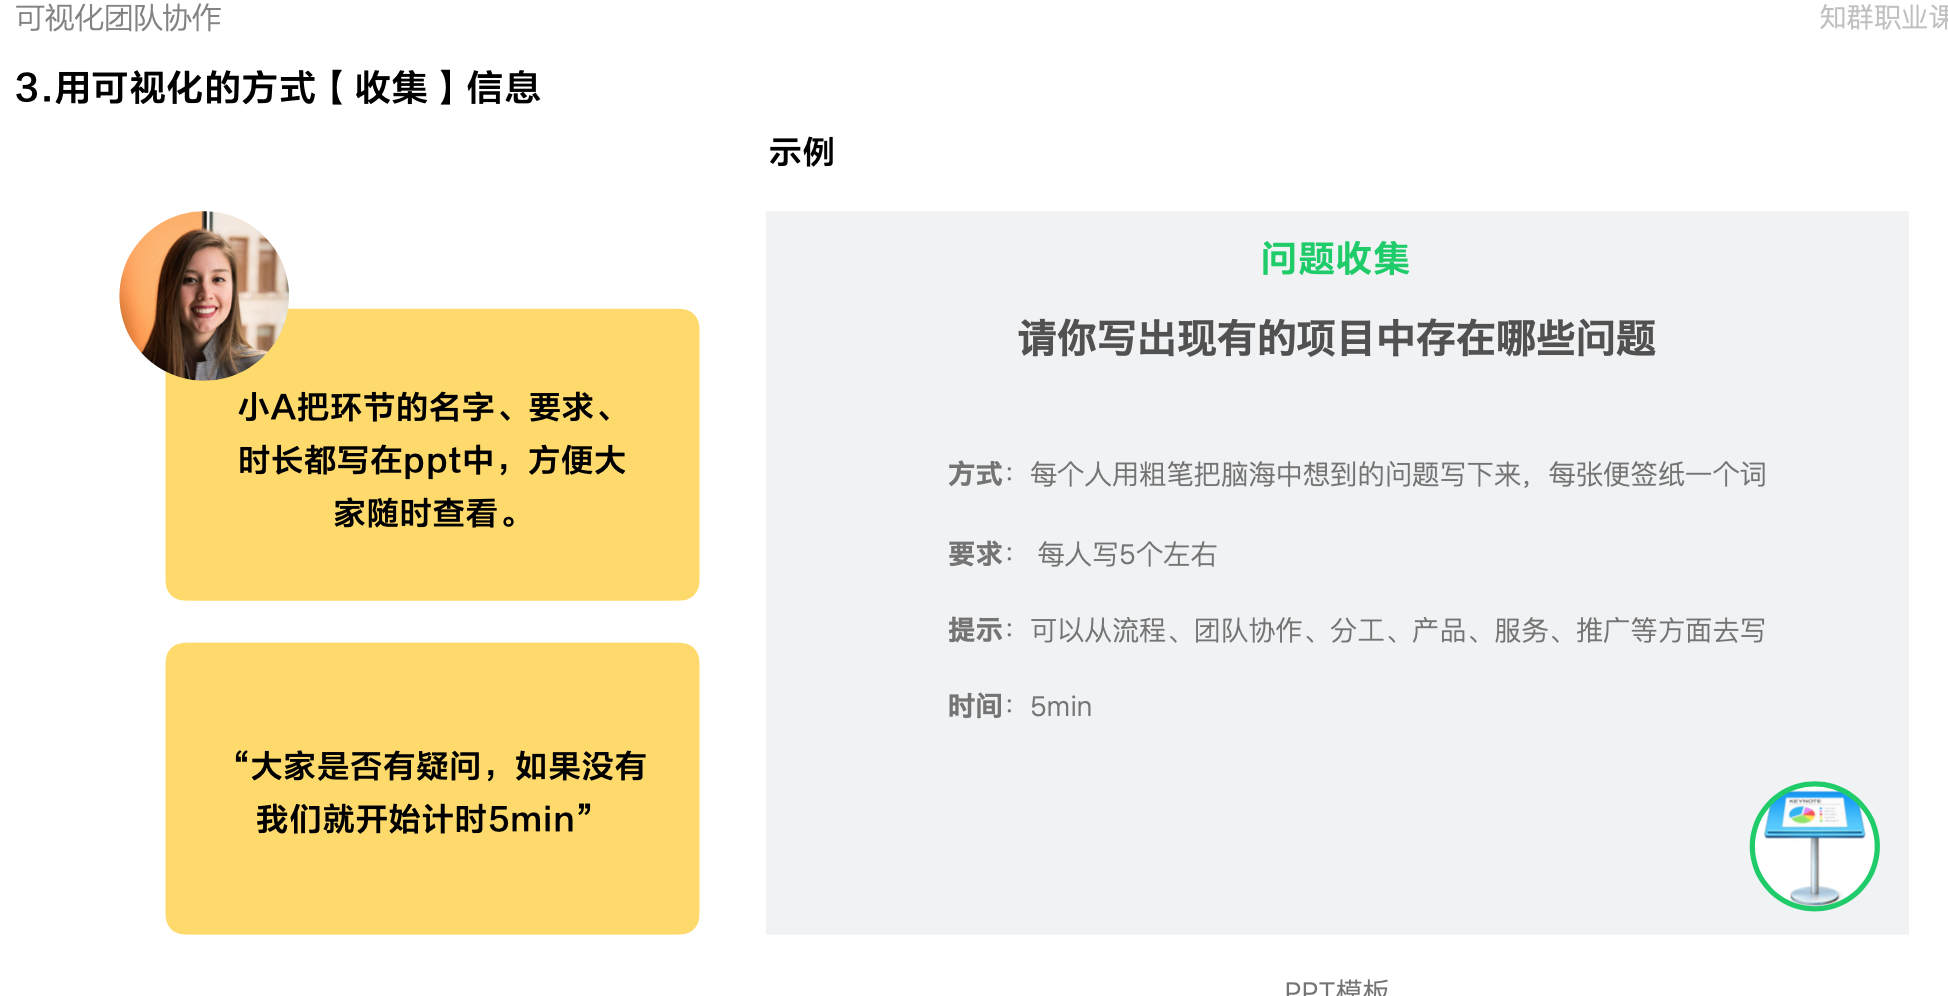 可视化团队协作
知群职业课
3.用可视化的方式【收集】信息
示例
小A把环节的名字、要求、
时长都写在ppt中，方便大
家随时查看。
“大家是否有疑问，如果没有
我们就开始计时5min”
问题收集
请你写出现有的项目中存在哪些问题
方式：每个人用粗笔把脑海中想到的问题写下来，每张便签纸一个词
要求： 每人写5个左右
提示：可以从流程、团队协作、分工、产品、服务、推广等方面去写
时间：5min
KEYNOTE
PPT模板